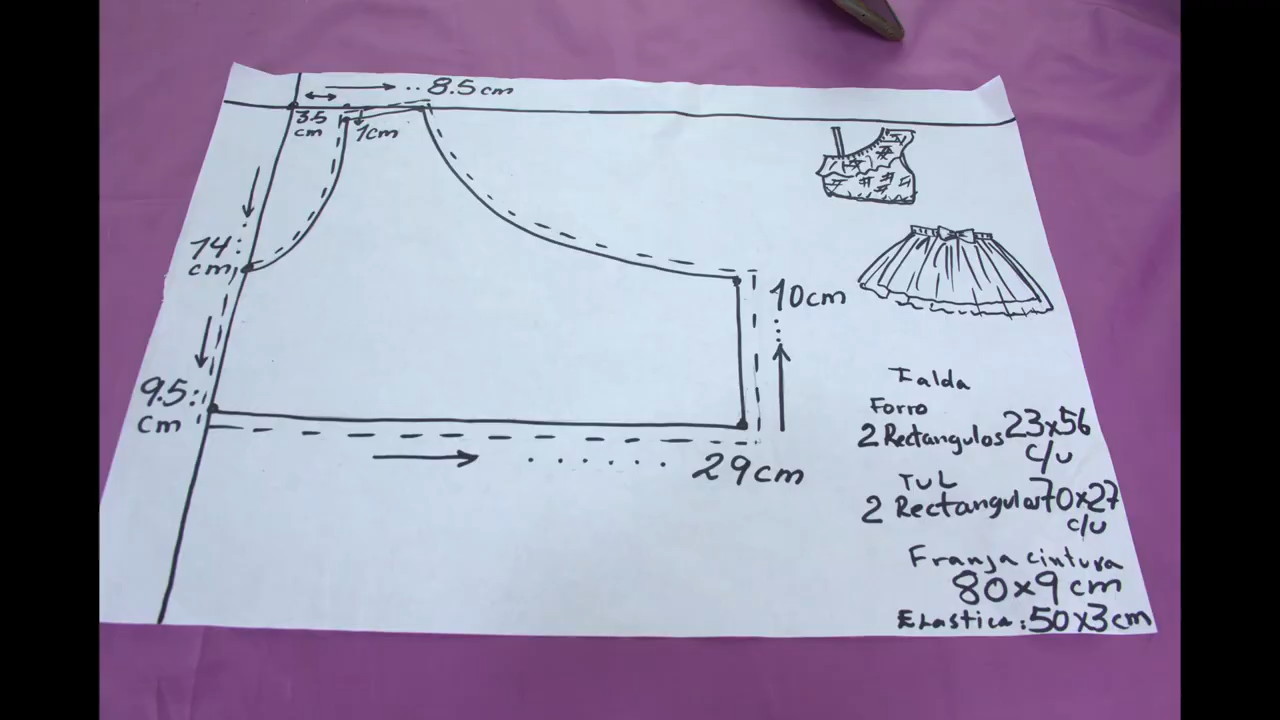 8.5cm
3.5
cm
1cm
14
cm
10cm
9.5
cm
29cm
Falda
Forro
2 Rectangulos 23x56
c/u
TUL
2 Rectangulos 70x27
c/u
Franja cintura
80x9 cm
Elastica: 50x3cm